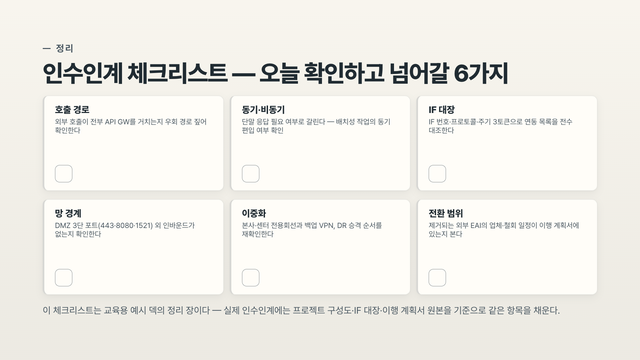 — 정리
인수인계 체크리스트 — 오늘 확인하고 넘어갈 6가지
호출 경로
외부 호출이 전부 API GW를 거치는지 우회 경로 짚어
확인한다
동기·비동기
단말 응답 필요 여부로 갈린다 — 배치성 작업의 동기
편입 여부 확인
IF 대장
IF 번호·프로토콜·주기 3토큰으로 연동 목록을 전수
대조한다
망 경계
DMZ 3단 포트(443·8080·1521) 외 인바운드가
없는지 확인한다
이중화
본사·센터 전용회선과 백업 VPN, DR 승격 순서를
재확인한다
전환 범위
제거되는 외부 EAI의 업체·철회 일정이 이행 계획서에
있는지 본다
이 체크리스트는 교육용 예시 덱의 정리 장이다 — 실제 인수인계에는 프로젝트 구성도·IF 대장·이행 계획서 원본을 기준으로 같은 항목을 채운다.